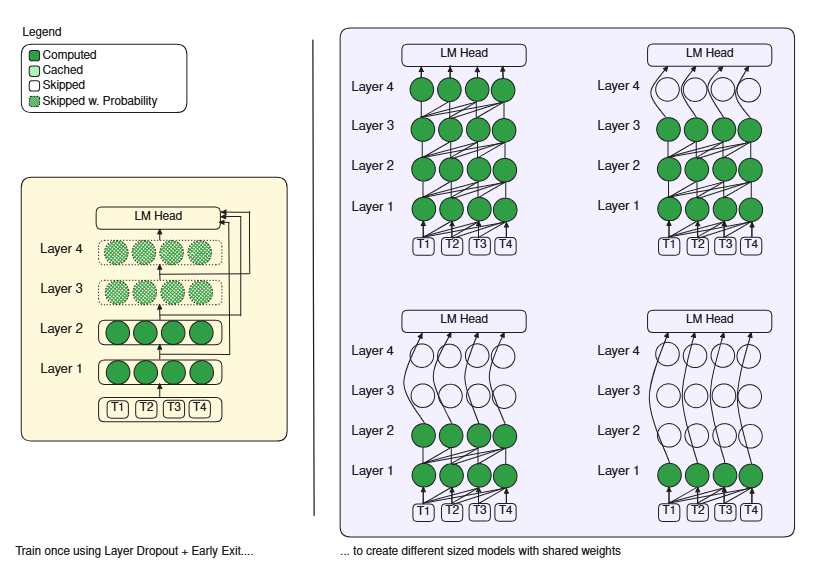 Legend
Computed
Cached
Skipped
Skipped w. Probability
LM Head
Layer 4
Layer 3
Layer 2
Layer 1
T1 T2 T3 T4
Train once using Layer Dropout + Early Exit....
LM Head
Layer 4
Layer 3
Layer 2
Layer 1
T1 T2 T3 T4
LM Head
Layer 4
Layer 3
Layer 2
Layer 1
T1 T2 T3 T4
LM Head
Layer 4
Layer 3
Layer 2
Layer 1
T1 T2 T3 T4
LM Head
Layer 4
Layer 3
Layer 2
Layer 1
T1 T2 T3 T4
... to create different sized models with shared weights